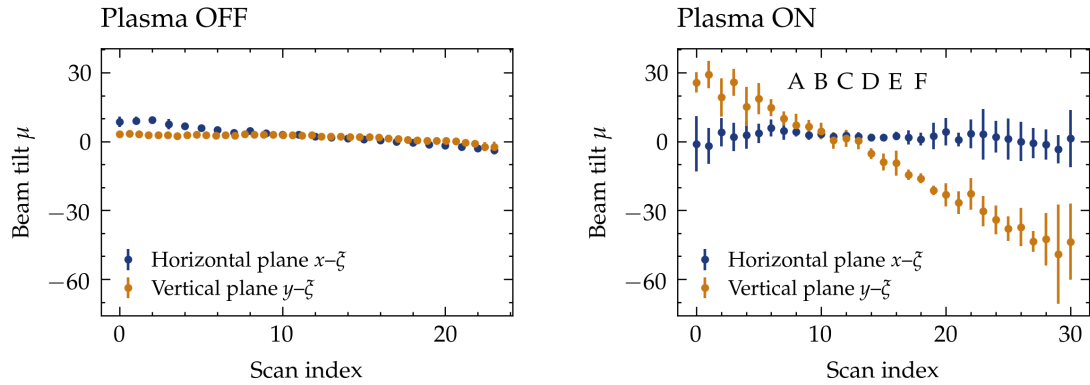 Plasma OFF
Beam tilt μ
30
0
−30
−60
Horizontal plane x–ξ
Vertical plane y–ξ
0
10
20
Scan index
Plasma ON
Beam tilt μ
30
0
−30
−60
A B C D E F
Horizontal plane x–ξ
Vertical plane y–ξ
0
10
20
30
Scan index